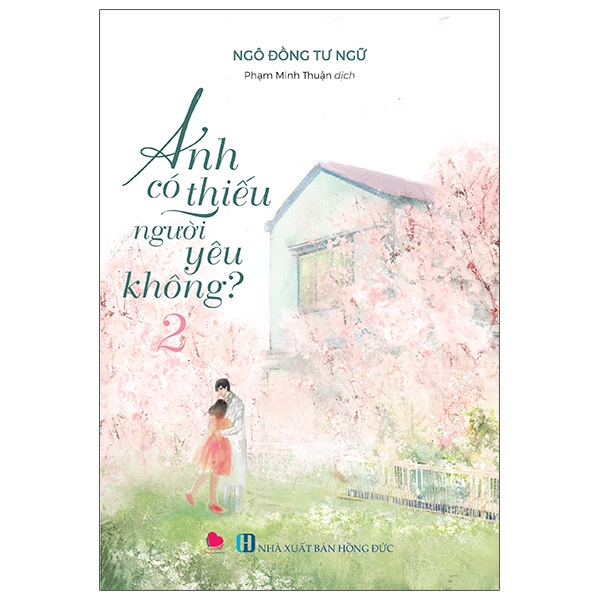 NGÔ ĐỒNG TƯ NGỮ
Phạm Minh Thuận dịch
Anh
có thiếu
người
yêu
không?
2
NHÀ XUẤT BẢN HỒNG ĐỨC